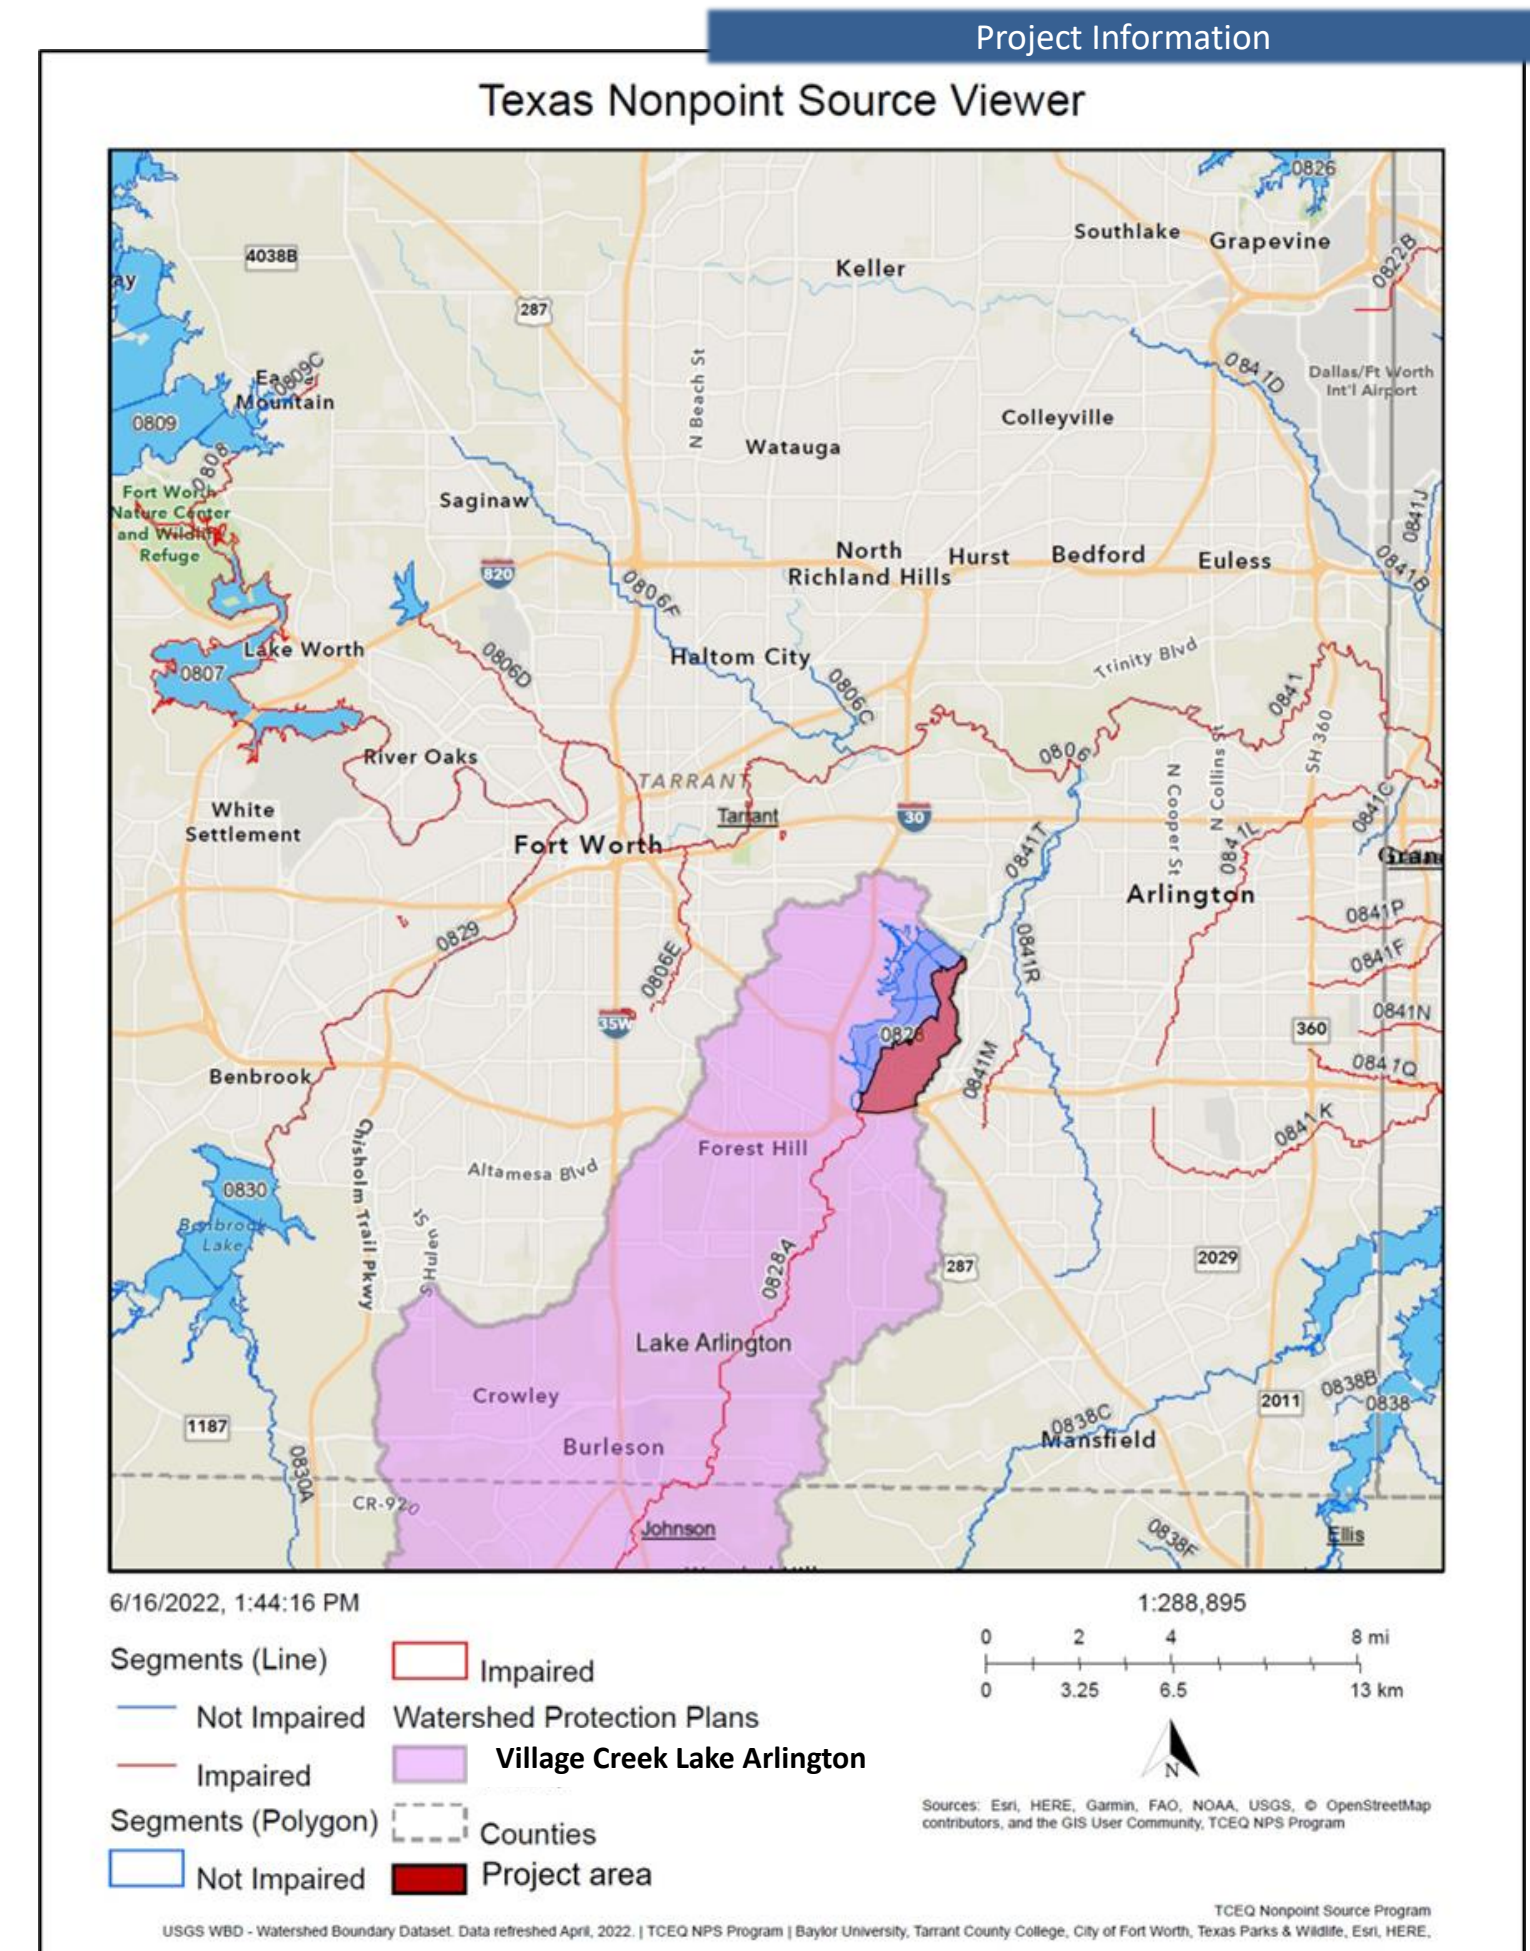 Project Information
Texas Nonpoint Source Viewer
0826
Southlake
Grapevine
0822B
4038B
Keller
ay
287
N Beach St
0841D
Dallas/Ft Worth
Int'l Airport
0809C
Mountain
0809
Colleyville
Watauga
0808
Fort Worth
Nature Center
and Wildlife
Refuge
Saginaw
0841J
820
North
Richland Hills
Hurst
Bedford
Euless
0841B
0806F
Lake Worth
0806D
Haltom City
Trinity Blvd
0807
0806C
0841
River Oaks
0806
SH 360
N Collins St
N Cooper St
TARRANT
White
Settlement
Tarrant
30
0841C
Fort Worth
0841T
0841L
Arlington
0841P
0829
0806E
0841R
0841F
35W
0828
0841N
360
0841M
0841Q
Benbrook
0841K
Forest Hill
Chisholm Trail Pkwy
Altamesa Blvd
0830
Benbrook
Lake
S Hulen St
0828A
287
2029
Lake Arlington
0838B
Crowley
2011
0838
0838C
1187
Mansfield
Burleson
0830A
CR-920
Johnson
0838F
Ellis
6/16/2022, 1:44:16 PM
1:288,895
0 2 4 8 mi
0 3.25 6.5 13 km
Segments (Line)
Not Impaired
Impaired
Segments (Polygon)
Not Impaired
Impaired
Watershed Protection Plans
Village Creek Lake Arlington
Counties
Project area
N
Sources: Esri, HERE, Garmin, FAO, NOAA, USGS, © OpenStreetMap
contributors, and the GIS User Community, TCEQ NPS Program
TCEQ Nonpoint Source Program
USGS WBD - Watershed Boundary Dataset. Data refreshed April, 2022. | TCEQ NPS Program | Baylor University, Tarrant County College, City of Fort Worth, Texas Parks & Wildlife, Esri, HERE,